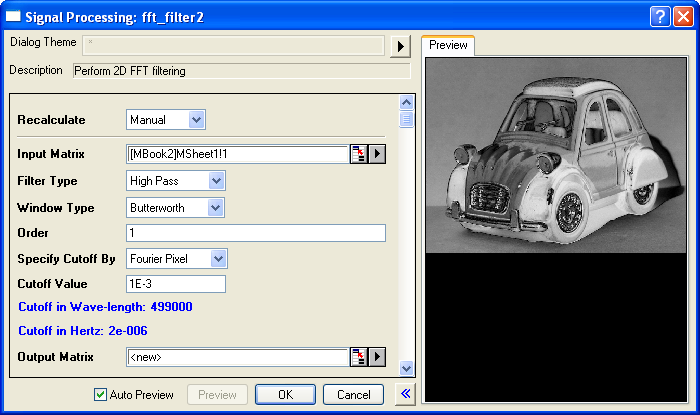 Signal Processing: fft_filter2
Dialog Theme *
Description Perform 2D FFT filtering
Preview
Recalculate Manual
Input Matrix [MBook2]MSheet1!1
Filter Type High Pass
Window Type Butterworth
Order 1
Specify Cutoff By Fourier Pixel
Cutoff Value 1E-3
Cutoff in Wave-length: 499000
Cutoff in Hertz: 2e-006
Output Matrix <new>
Auto Preview Preview OK Cancel